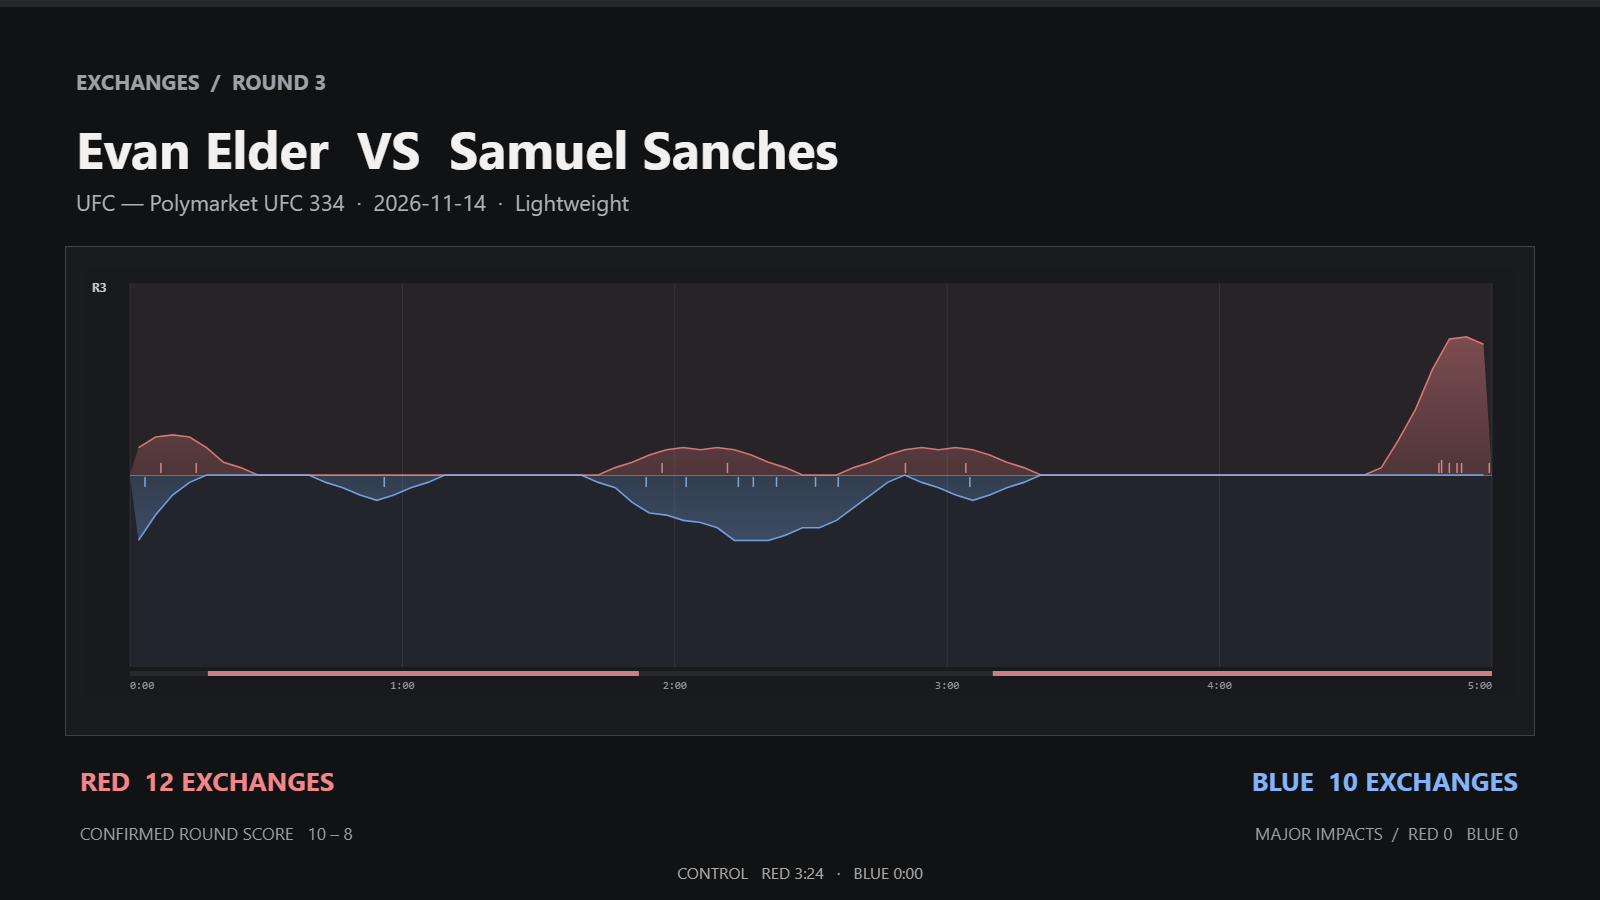 EXCHANGES / ROUND 3
Evan Elder VS Samuel Sanches
UFC — Polymarket UFC 334 · 2026-11-14 · Lightweight
R3
0:00 1:00 2:00 3:00 4:00 5:00
RED 12 EXCHANGES
BLUE 10 EXCHANGES
CONFIRMED ROUND SCORE 10 – 8
MAJOR IMPACTS / RED 0 BLUE 0
CONTROL RED 3:24 · BLUE 0:00